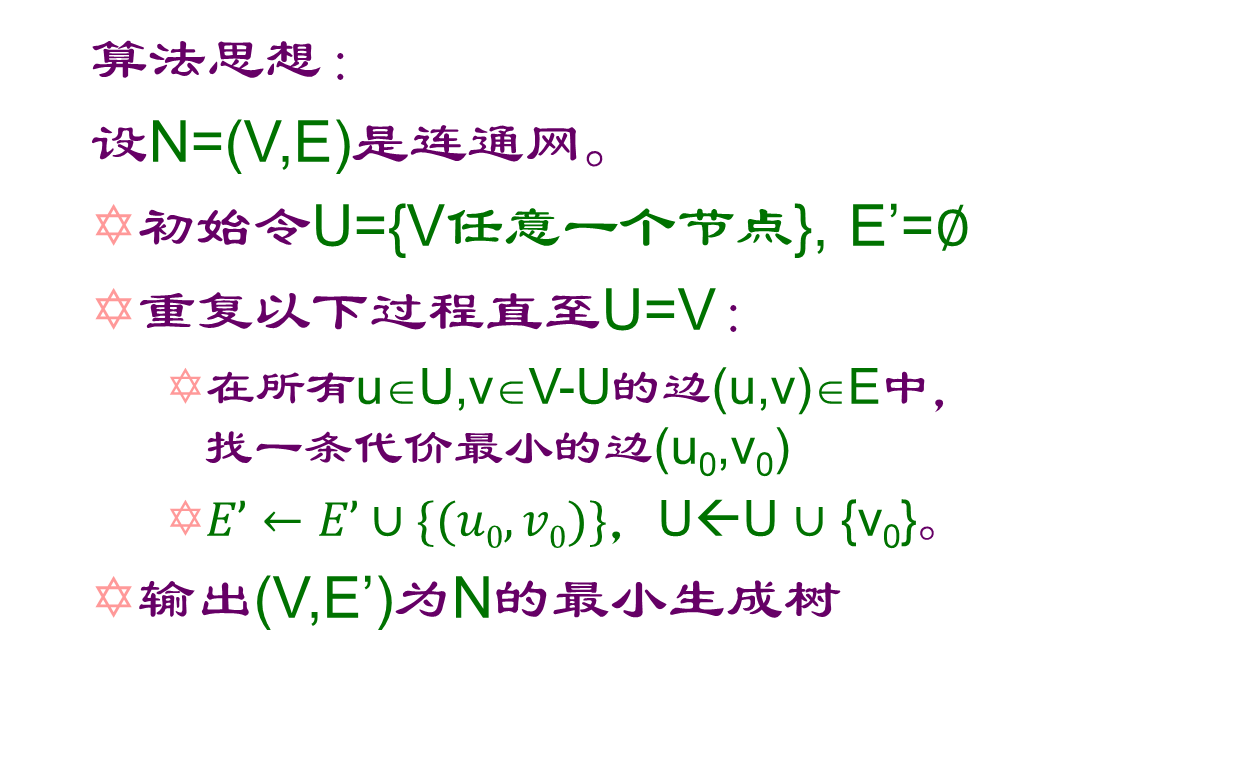 算法思想：
设N=(V,E)是连通网。
✡初始令U={V任意一个节点}, E’=∅
✡重复以下过程直至U=V：
✡在所有u∈U,v∈V-U的边(u,v)∈E中，
找一条代价最小的边(u₀,v₀)
✡E’ ← E’ ∪ {(u₀, v₀)}，U←U ∪ {v₀}。
✡输出(V,E’)为N的最小生成树